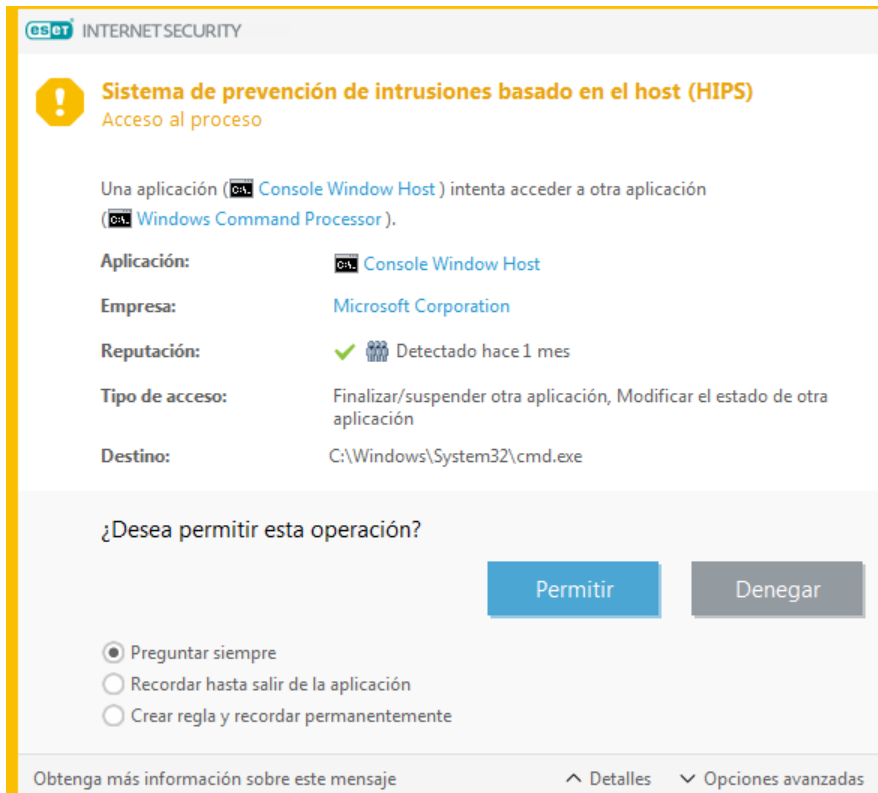 eset INTERNET SECURITY
Sistema de prevención de intrusiones basado en el host (HIPS)
Acceso al proceso
Una aplicación ( C:\. Console Window Host ) intenta acceder a otra aplicación
( C:\. Windows Command Processor ).
Aplicación: C:\. Console Window Host
Empresa: Microsoft Corporation
Reputación: Detectado hace 1 mes
Tipo de acceso: Finalizar/suspender otra aplicación, Modificar el estado de otra
aplicación
Destino: C:\Windows\System32\cmd.exe
¿Desea permitir esta operación?
Permitir Denegar
Preguntar siempre
Recordar hasta salir de la aplicación
Crear regla y recordar permanentemente
Obtenga más información sobre este mensaje Detalles Opciones avanzadas